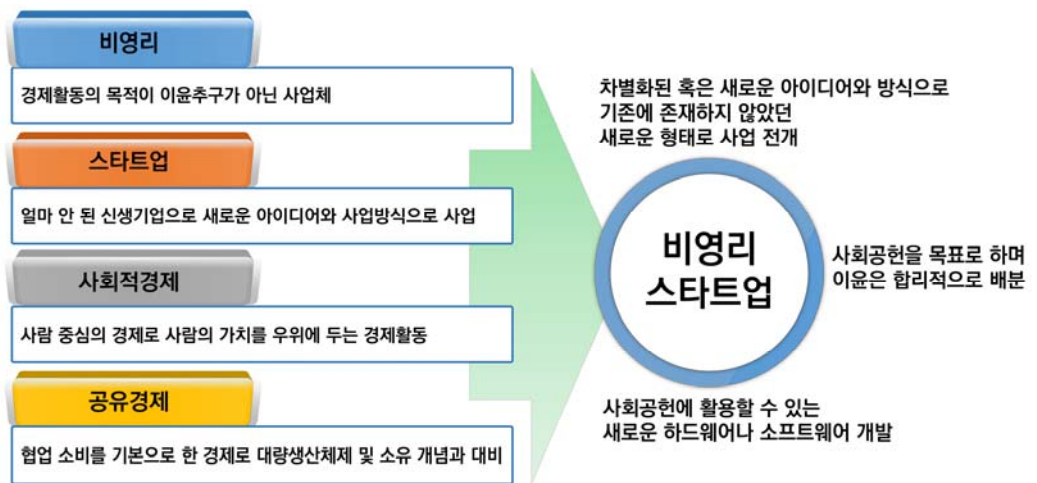 비영리
경제활동의 목적이 이윤추구가 아닌 사업체
스타트업
얼마 안 된 신생기업으로 새로운 아이디어와 사업방식으로 사업
사회적경제
사람 중심의 경제로 사람의 가치를 우위에 두는 경제활동
공유경제
협업 소비를 기본으로 한 경제로 대량생산체제 및 소유 개념과 대비
차별화된 혹은 새로운 아이디어와 방식으로
기존에 존재하지 않았던
새로운 형태로 사업 전개
비영리
스타트업
사회공헌을 목표로 하며
이윤은 합리적으로 배분
사회공헌에 활용할 수 있는
새로운 하드웨어나 소프트웨어 개발